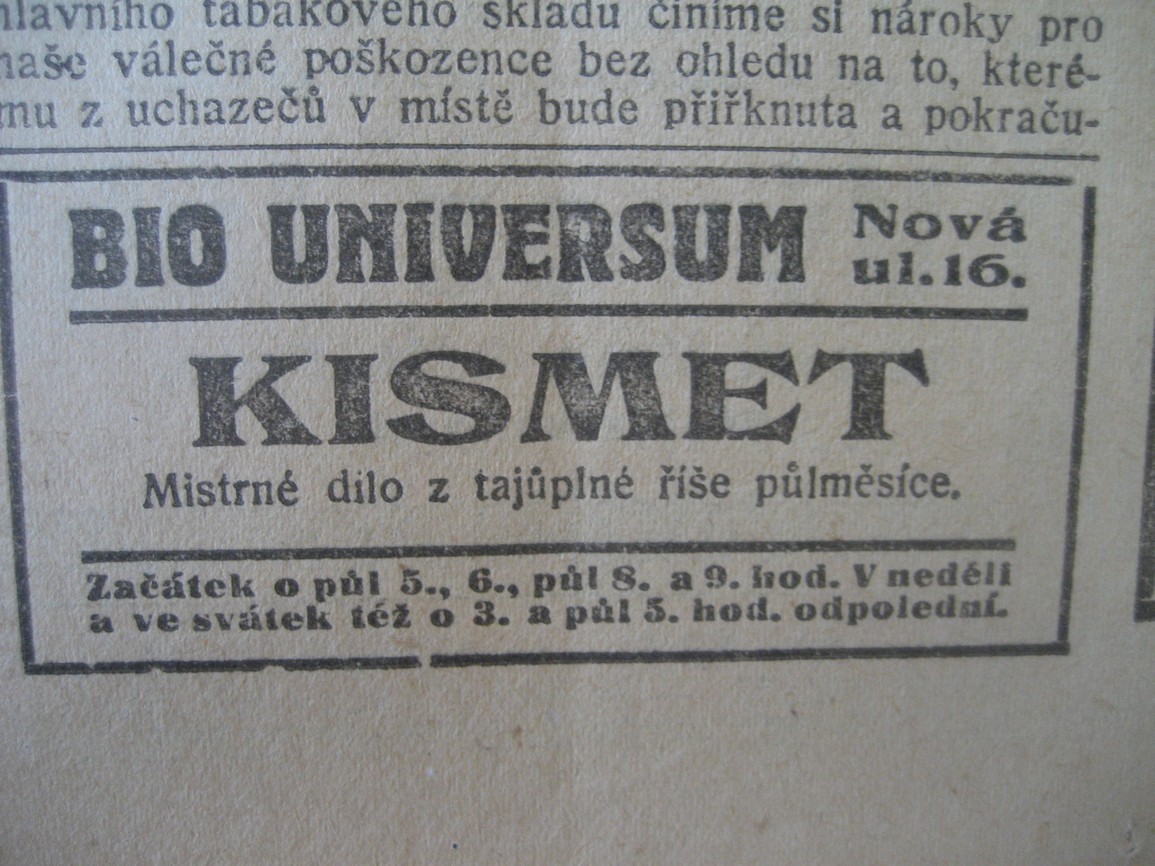 hlavního tabákového skladu činíme si nároky pro
naše válečné poškozence bez ohledu na to, které-
mu z uchazečů v místě bude přiřknuta a pokraču-
BIO UNIVERSUM Nová
ul. 16.
KISMET
Mistrné dilo z tajůplné říše půlměsíce.
Začátek o půl 5., 6., půl 8. a 9. hod. V neděli
a ve svátek též o 3. a půl 5. hod. odpolední.